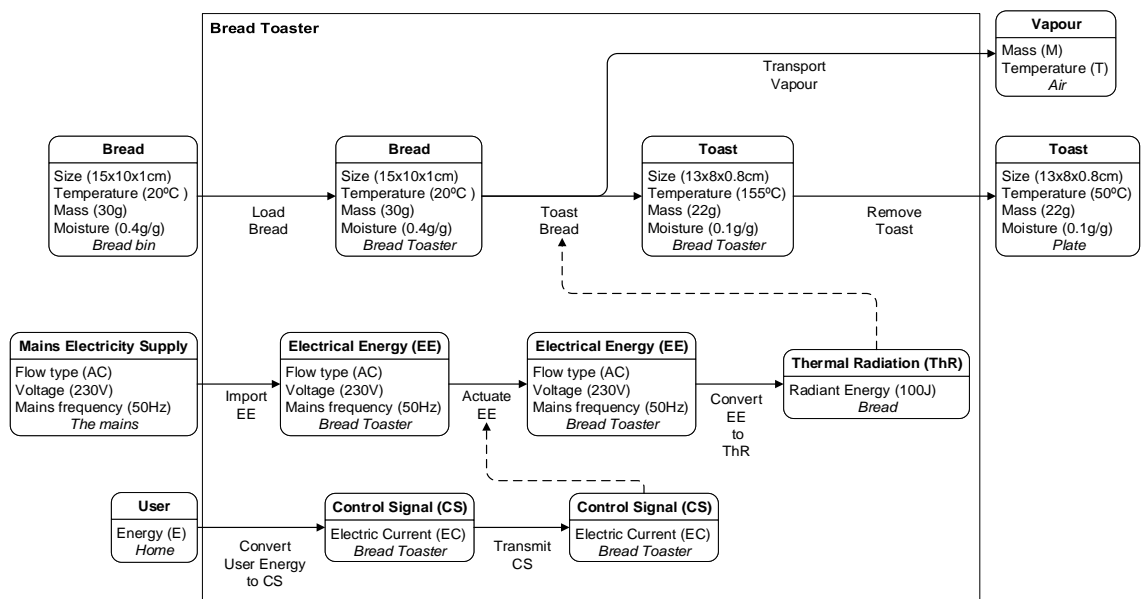 Bread Toaster
Vapour
Mass (M)
Temperature (T)
Air
Transport
Vapour
Bread
Size (15x10x1cm)
Temperature (20ºC )
Mass (30g)
Moisture (0.4g/g)
Bread bin
Load
Bread
Bread
Size (15x10x1cm)
Temperature (20ºC )
Mass (30g)
Moisture (0.4g/g)
Bread Toaster
Toast
Bread
Toast
Size (13x8x0.8cm)
Temperature (155ºC)
Mass (22g)
Moisture (0.1g/g)
Bread Toaster
Remove
Toast
Toast
Size (13x8x0.8cm)
Temperature (50ºC)
Mass (22g)
Moisture (0.1g/g)
Plate
Mains Electricity Supply
Flow type (AC)
Voltage (230V)
Mains frequency (50Hz)
The mains
Import
EE
Electrical Energy (EE)
Flow type (AC)
Voltage (230V)
Mains frequency (50Hz)
Bread Toaster
Actuate
EE
Electrical Energy (EE)
Flow type (AC)
Voltage (230V)
Mains frequency (50Hz)
Bread Toaster
Convert
EE
to
ThR
Thermal Radiation (ThR)
Radiant Energy (100J)
Bread
User
Energy (E)
Home
Convert
User Energy
to CS
Control Signal (CS)
Electric Current (EC)
Bread Toaster
Transmit
CS
Control Signal (CS)
Electric Current (EC)
Bread Toaster